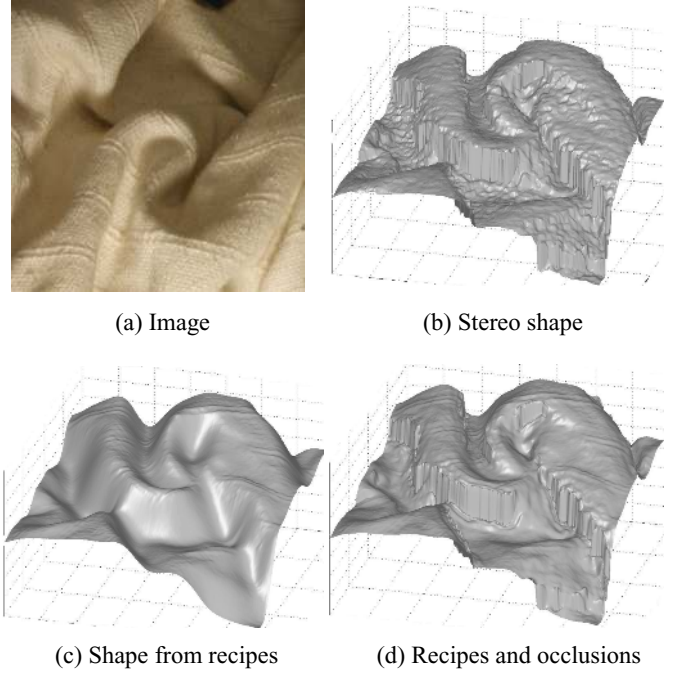 (a) Image
(b) Stereo shape
(c) Shape from recipes
(d) Recipes and occlusions